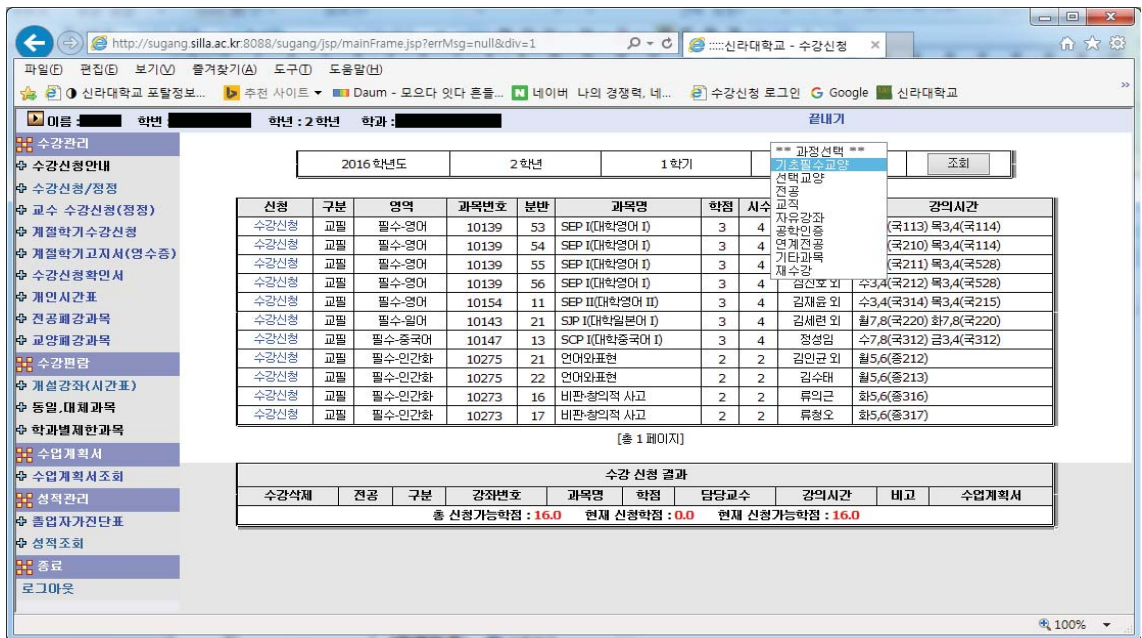 http://sugang.silla.ac.kr:8088/sugang/jsp/mainFrame.jsp?errMsg=null&div=1
:::::신라대학교 - 수강신청
파일(F) 편집(E) 보기(V) 즐겨찾기(A) 도구(T) 도움말(H)
신라대학교 포탈정보... 추천 사이트 Daum - 모으다 잇다 흔들... 네이버 나의 경쟁력, 네... 수강신청 로그인 Google 신라대학교
이름 : 학번 : 학년 : 2 학년 학과 : 끝내기
수강관리
수강신청안내
수강신청/정정
교수 수강신청(정정)
계절학기수강신청
계절학기고지서(영수증)
수강신청확인서
개인시간표
전공폐강과목
교양폐강과목
수강편람
개설강좌(시간표)
동일,대체과목
학과별제한과목
수업계획서
수업계획서조회
성적관리
졸업자가진단표
성적조회
종료
로그아웃
2016 학년도 2 학년 1 학기 조회
** 과정선택 **
기초필수교양
선택교양
전공
교직
자유강좌
공학인증
연계전공
기타과목
재수강
신청 구분 영역 과목번호 분반 과목명 학점 시수 강의시간
수강신청 교필 필수-영어 10139 53 SEP I(대학영어 I) 3 4 (국113) 목3,4(국114)
수강신청 교필 필수-영어 10139 54 SEP I(대학영어 I) 3 4 (국210) 목3,4(국114)
수강신청 교필 필수-영어 10139 55 SEP I(대학영어 I) 3 4 (국211) 목3,4(국528)
수강신청 교필 필수-영어 10139 56 SEP I(대학영어 I) 3 4 김진호 외 수3,4(국212) 목3,4(국528)
수강신청 교필 필수-영어 10154 11 SEP II(대학영어 II) 3 4 김재윤 외 수3,4(국314) 목3,4(국215)
수강신청 교필 필수-일어 10143 21 SJP I(대학일본어 I) 3 4 김세련 외 월7,8(국220) 화7,8(국220)
수강신청 교필 필수-중국어 10147 13 SCP I(대학중국어 I) 3 4 정성임 수7,8(국312) 금3,4(국312)
수강신청 교필 필수-인간화 10275 21 언어와표현 2 2 김인균 외 월5,6(종212)
수강신청 교필 필수-인간화 10275 22 언어와표현 2 2 김수태 월5,6(종213)
수강신청 교필 필수-인간화 10273 16 비판·창의적 사고 2 2 류의근 화5,6(종316)
수강신청 교필 필수-인간화 10273 17 비판·창의적 사고 2 2 류청오 화5,6(종317)
[총 1 페이지]
수강 신청 결과
수강삭제 전공 구분 강좌번호 과목명 학점 담당교수 강의시간 비고 수업계획서
총 신청가능학점 : 16.0 현재 신청학점 : 0.0 현재 신청가능학점 : 16.0
100%